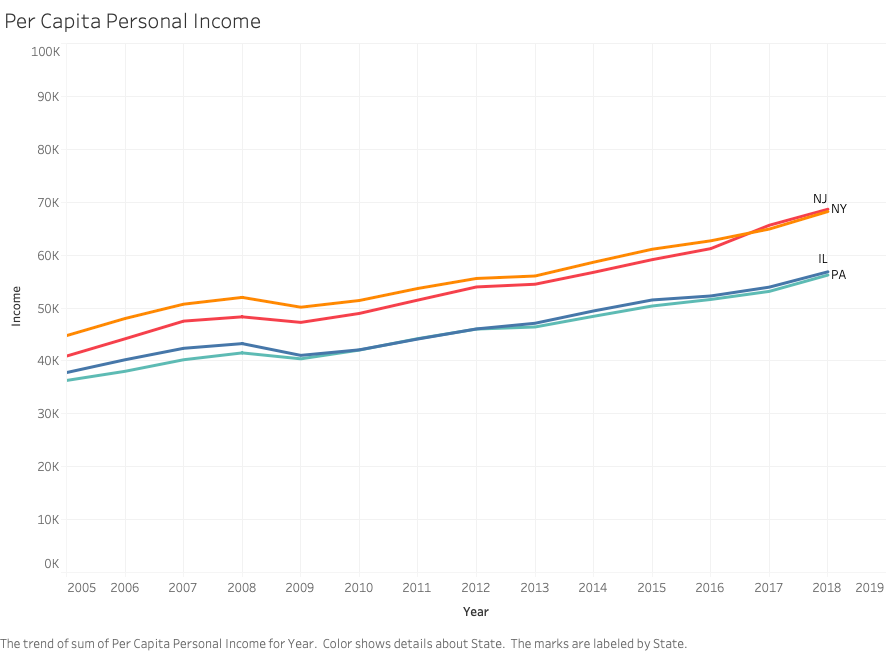 Per Capita Personal Income
100K
90K
80K
70K
60K
50K
40K
30K
20K
10K
0K
Income
NJ
NY
IL
PA
2005 2006 2007 2008 2009 2010 2011 2012 2013 2014 2015 2016 2017 2018 2019
Year
The trend of sum of Per Capita Personal Income for Year. Color shows details about State. The marks are labeled by State.